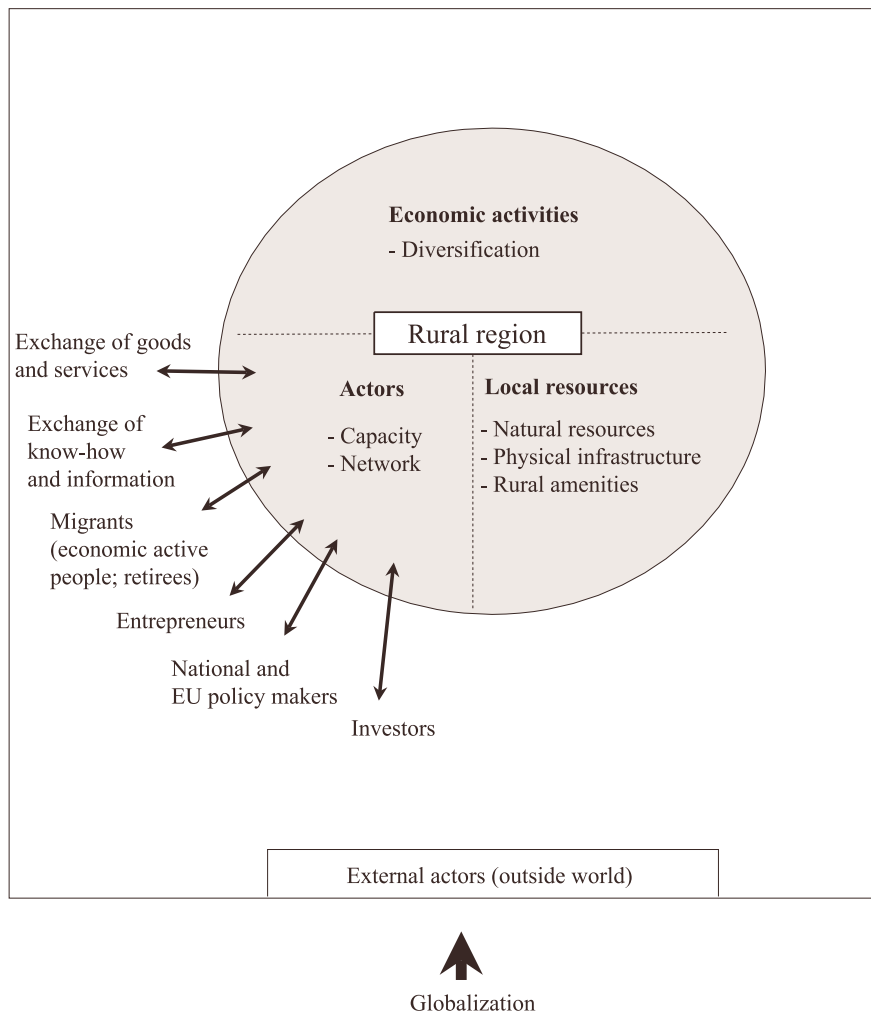 Economic activities
- Diversification
Rural region
Exchange of goods
and services
Actors
- Capacity
- Network
Local resources
- Natural resources
- Physical infrastructure
- Rural amenities
Exchange of
know-how
and information
Migrants
(economic active
people; retirees)
Entrepreneurs
National and
EU policy makers
Investors
External actors (outside world)
Globalization